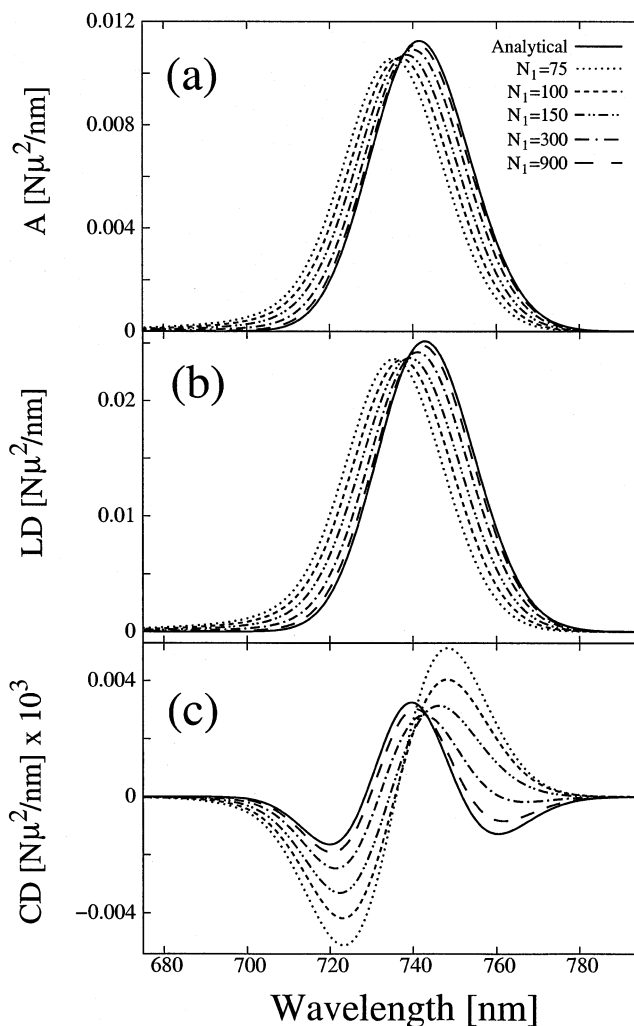 (a)
Analytical
N₁=75
N₁=100
N₁=150
N₁=300
N₁=900
0.012
0.004
0
A [Nμ²/nm]
(b)
0.02
0.01
0
LD [Nμ²/nm]
(c)
0.004
0
−0.004
CD [Nμ²/nm] x 10³
680 700 720 740 760 780
Wavelength [nm]